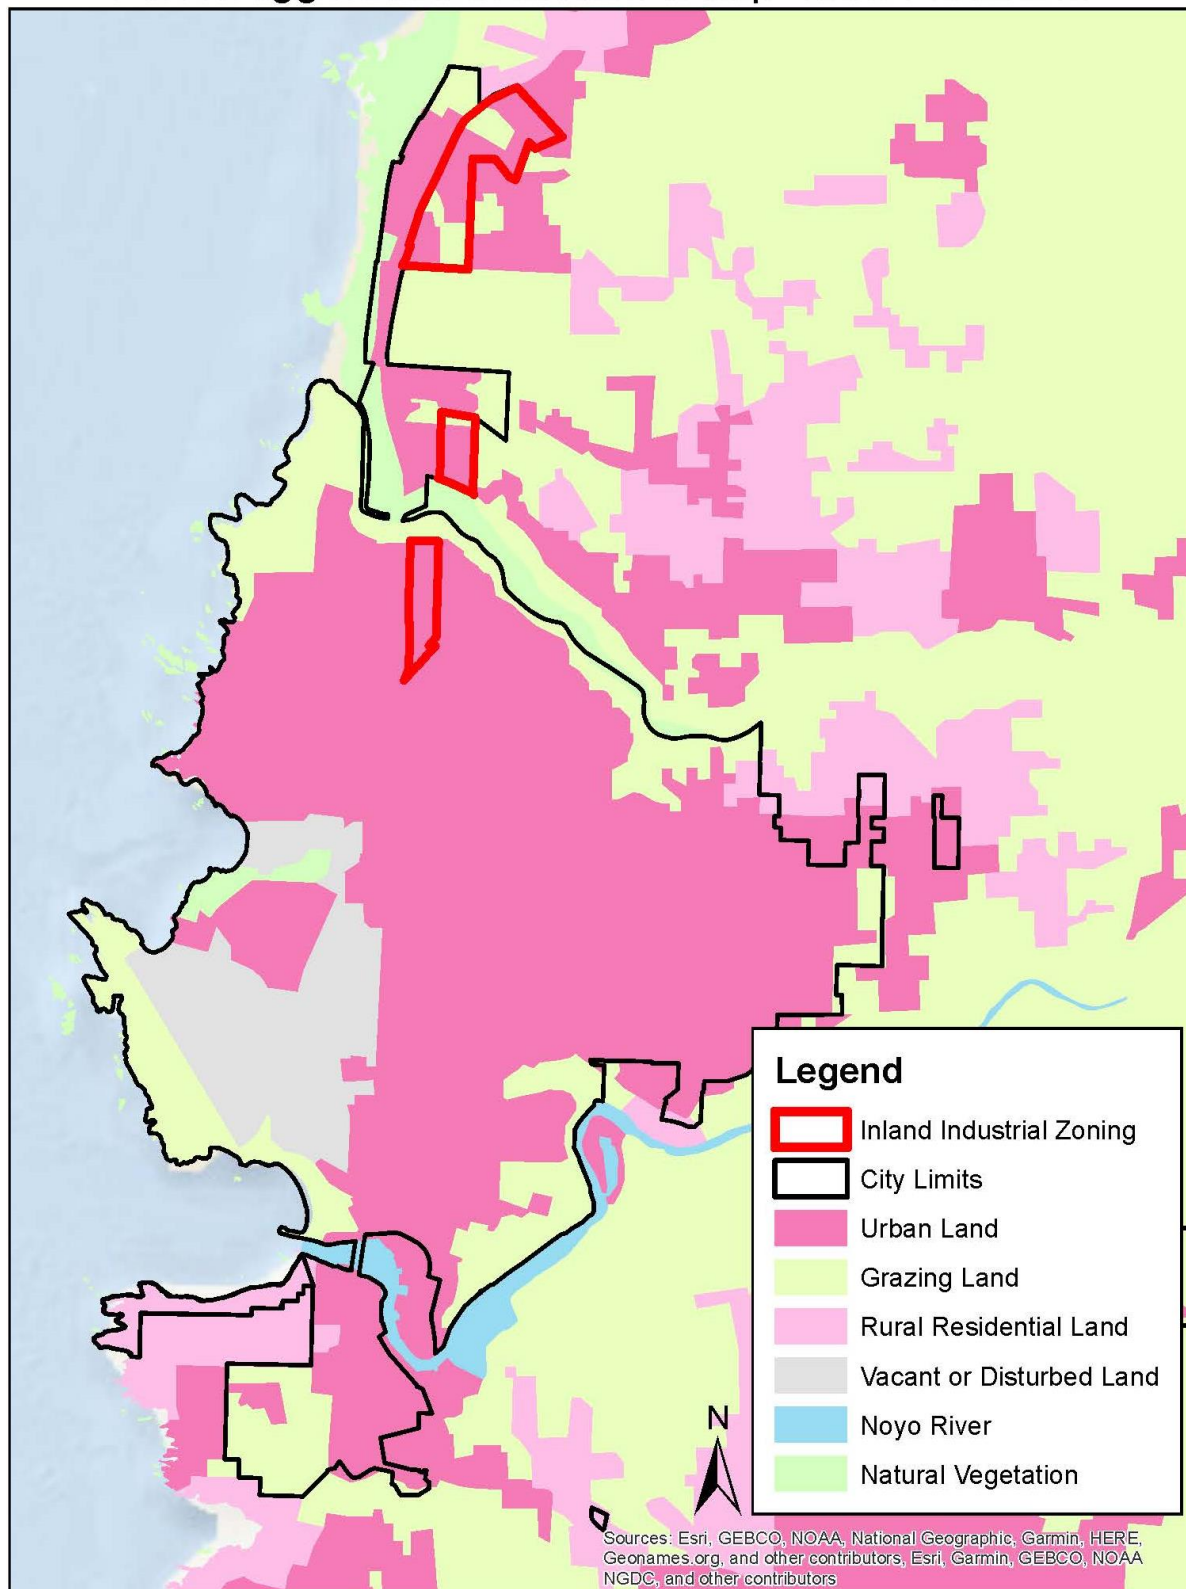 Legend
Inland Industrial Zoning
City Limits
Urban Land
Grazing Land
Rural Residential Land
Vacant or Disturbed Land
Noyo River
Natural Vegetation
N
Sources: Esri, GEBCO, NOAA, National Geographic, Garmin, HERE,
Geonames.org, and other contributors, Esri, Garmin, GEBCO, NOAA
NGDC, and other contributors